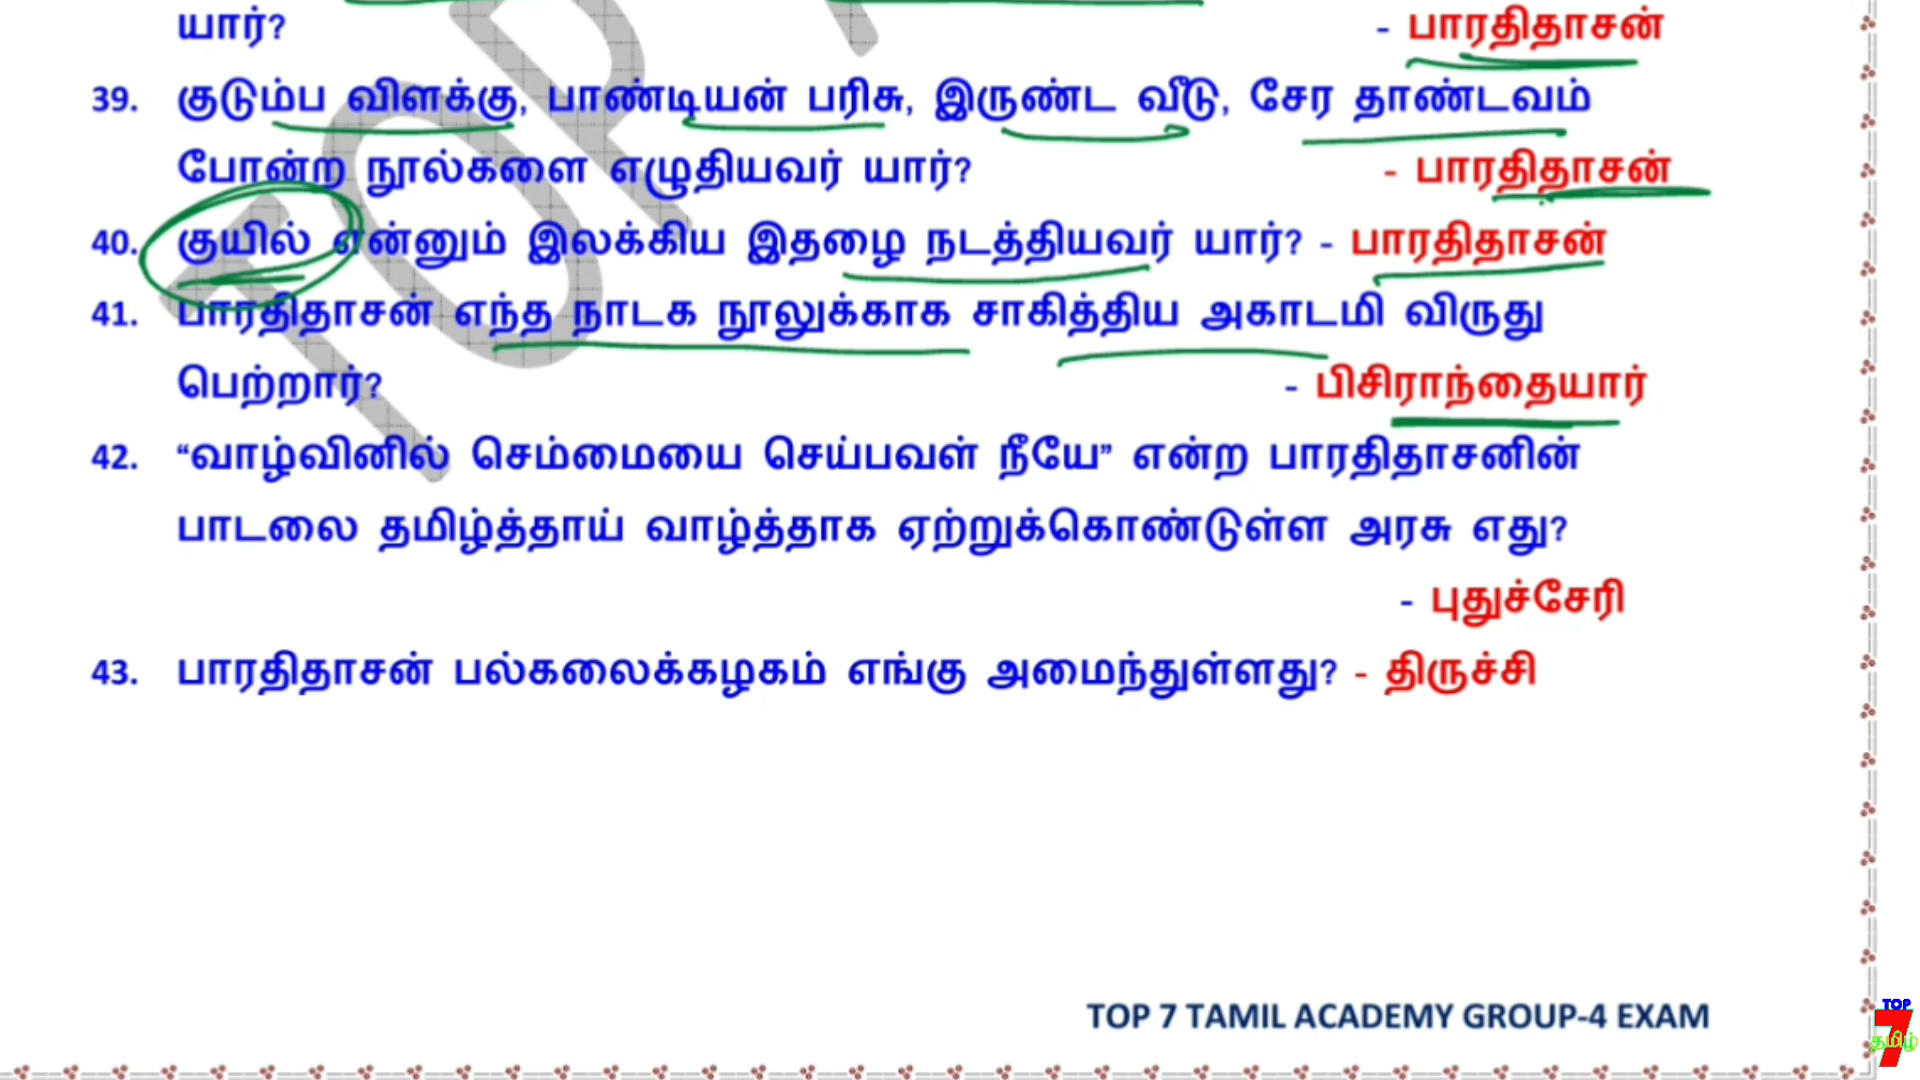 யார்? - பாரதிதாசன்
39. குடும்ப விளக்கு, பாண்டியன் பரிசு, இருண்ட வீடு, சேர தாண்டவம்
போன்ற நூல்களை எழுதியவர் யார்? - பாரதிதாசன்
40. குயில் என்னும் இலக்கிய இதழை நடத்தியவர் யார்? - பாரதிதாசன்
41. பாரதிதாசன் எந்த நாடக நூலுக்காக சாகித்திய அகாடமி விருது
பெற்றார்? - பிசிராந்தையார்
42. “வாழ்வினில் செம்மையை செய்பவள் நீயே” என்ற பாரதிதாசனின்
பாடலை தமிழ்த்தாய் வாழ்த்தாக ஏற்றுக்கொண்டுள்ள அரசு எது?
- புதுச்சேரி
43. பாரதிதாசன் பல்கலைக்கழகம் எங்கு அமைந்துள்ளது? - திருச்சி
TOP 7 TAMIL ACADEMY GROUP-4 EXAM
TOP
7
தமிழ்